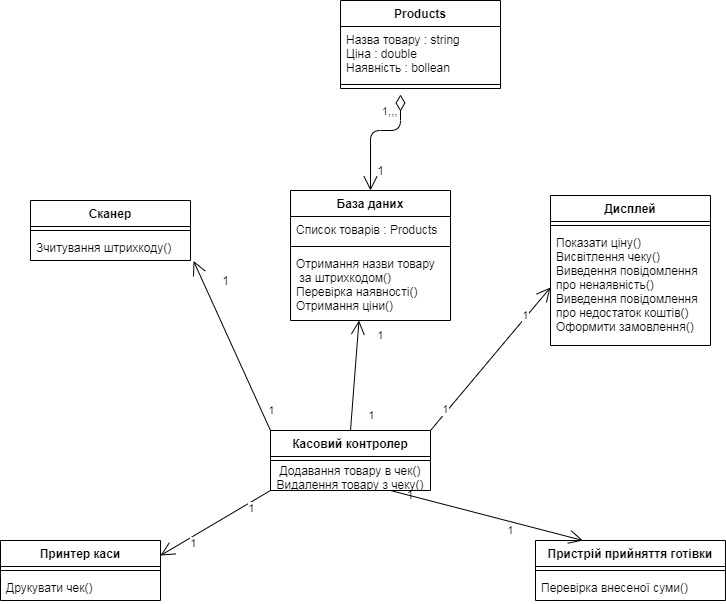 Products
Назва товару : string
Ціна : double
Наявність : bollean
1,,,
1
База даних
Список товарів : Products
Отримання назви товару
за штрихкодом()
Перевірка наявності()
Отримання ціни()
Сканер
Зчитування штрихкоду()
Дисплей
Показати ціну()
Висвітлення чеку()
Виведення повідомлення
про ненаявність()
Виведення повідомлення
про недостаток коштів()
Оформити замовлення()
1
1
1
1
1
1
Касовий контролер
Додавання товару в чек()
Видалення товару з чеку()
1
1
1
1
Принтер каси
Друкувати чек()
Пристрій прийняття готівки
Перевірка внесеної суми()